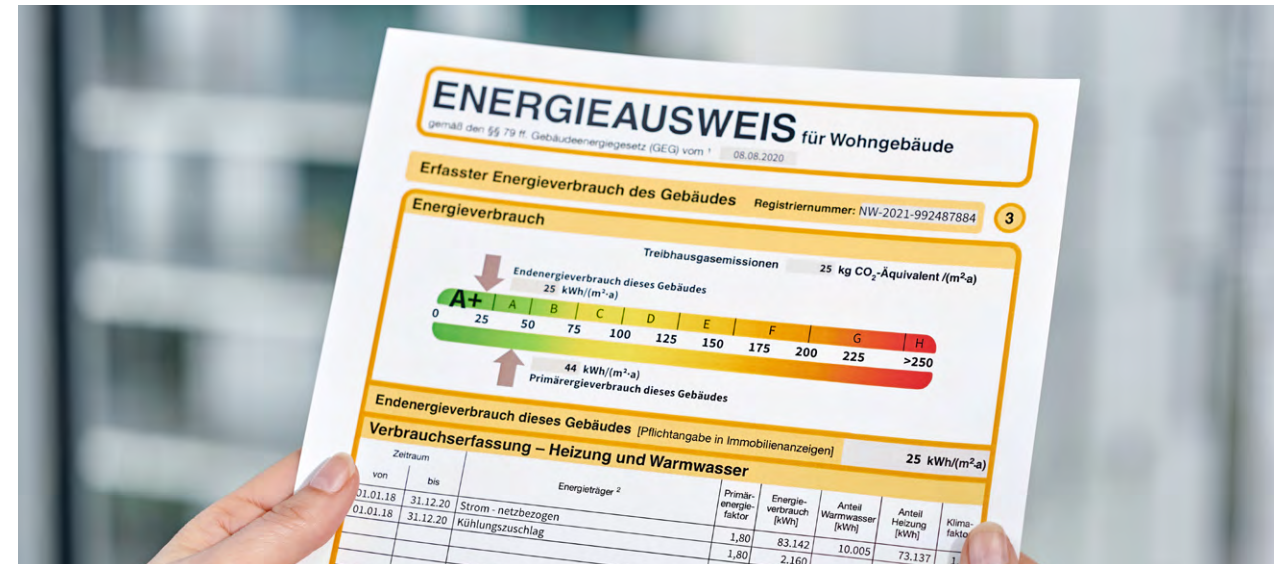 ENERGIEAUSWEIS für Wohngebäude
gemäß den §§ 79 ff. Gebäudeenergiegesetz (GEG) vom ¹ 08.08.2020
Erfasster Energieverbrauch des Gebäudes Registriernummer: NW-2021-992487884 3
Energieverbrauch
Treibhausgasemissionen 25 kg CO₂-Äquivalent /(m²·a)
Endenergieverbrauch dieses Gebäudes
25 kWh/(m²·a)
A+ A B C D E F G H
0 25 50 75 100 125 150 175 200 225 >250
44 kWh/(m²·a)
Primärergieverbrauch dieses Gebäudes
Endenergieverbrauch dieses Gebäudes [Pflichtangabe in Immobilienanzeigen] 25 kWh/(m²·a)
Verbrauchserfassung – Heizung und Warmwasser
Zeitraum
von bis
Energieträger ²
Primär-
energie-
faktor
Energie-
verbrauch
[kWh]
Anteil
Warmwasser
[kWh]
Anteil
Heizung
[kWh]
Klima-
faktor
01.01.18 31.12.20 Strom - netzbezogen 1,80 83.142 10.005 73.137
01.01.18 31.12.20 Kühlungszuschlag 1,80 2.160